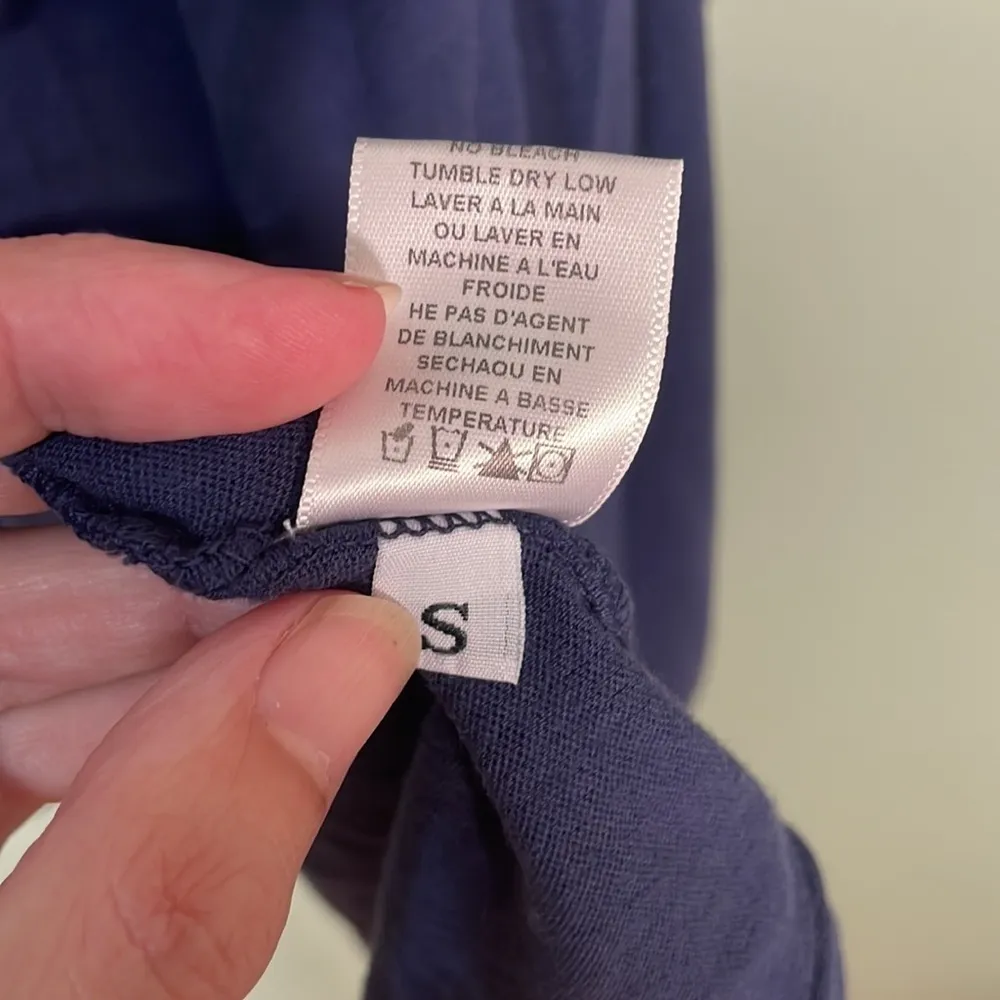 NO BLEACH
TUMBLE DRY LOW
LAVER A LA MAIN
OU LAVER EN
MACHINE A L'EAU
FROIDE
HE PAS D'AGENT
DE BLANCHIMENT
SECHAOU EN
MACHINE A BASSE
TEMPERATURE
S